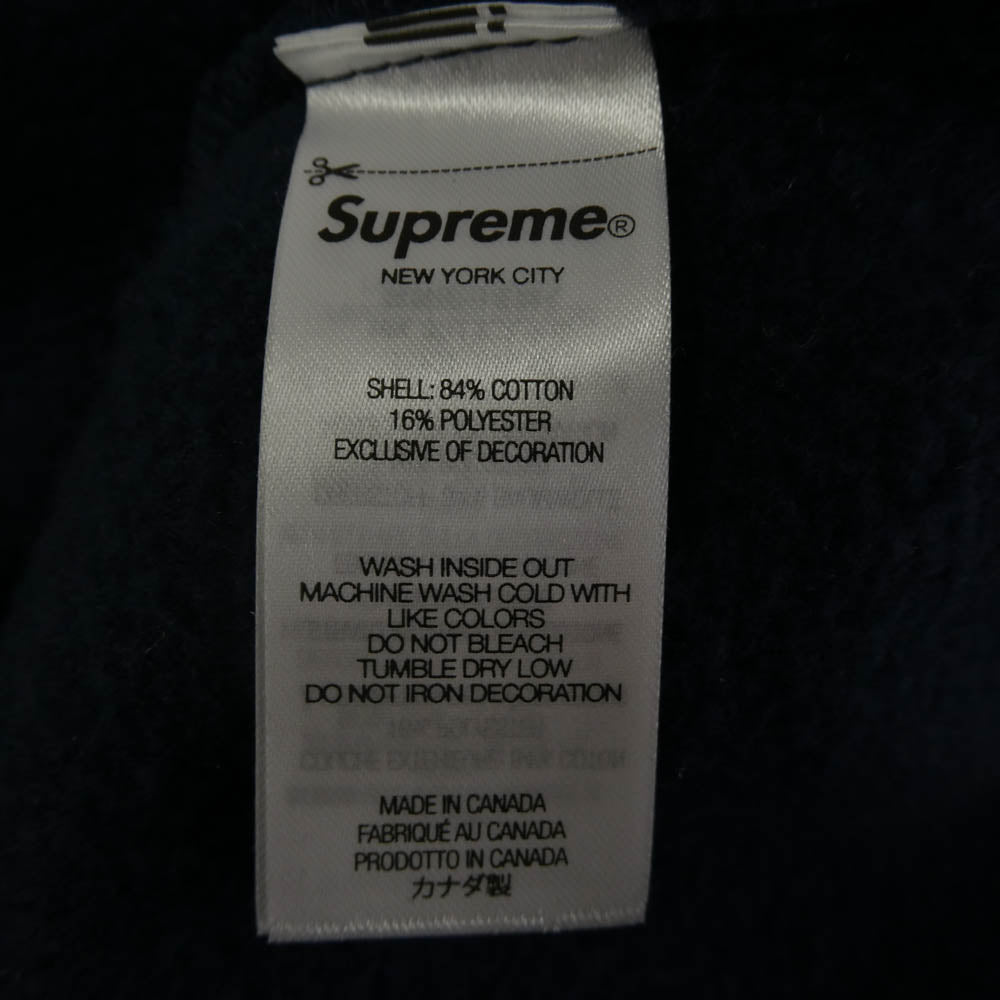 Supreme®
NEW YORK CITY
SHELL: 84% COTTON
16% POLYESTER
EXCLUSIVE OF DECORATION
WASH INSIDE OUT
MACHINE WASH COLD WITH
LIKE COLORS
DO NOT BLEACH
TUMBLE DRY LOW
DO NOT IRON DECORATION
MADE IN CANADA
FABRIQUÉ AU CANADA
PRODOTTO IN CANADA
カナダ製